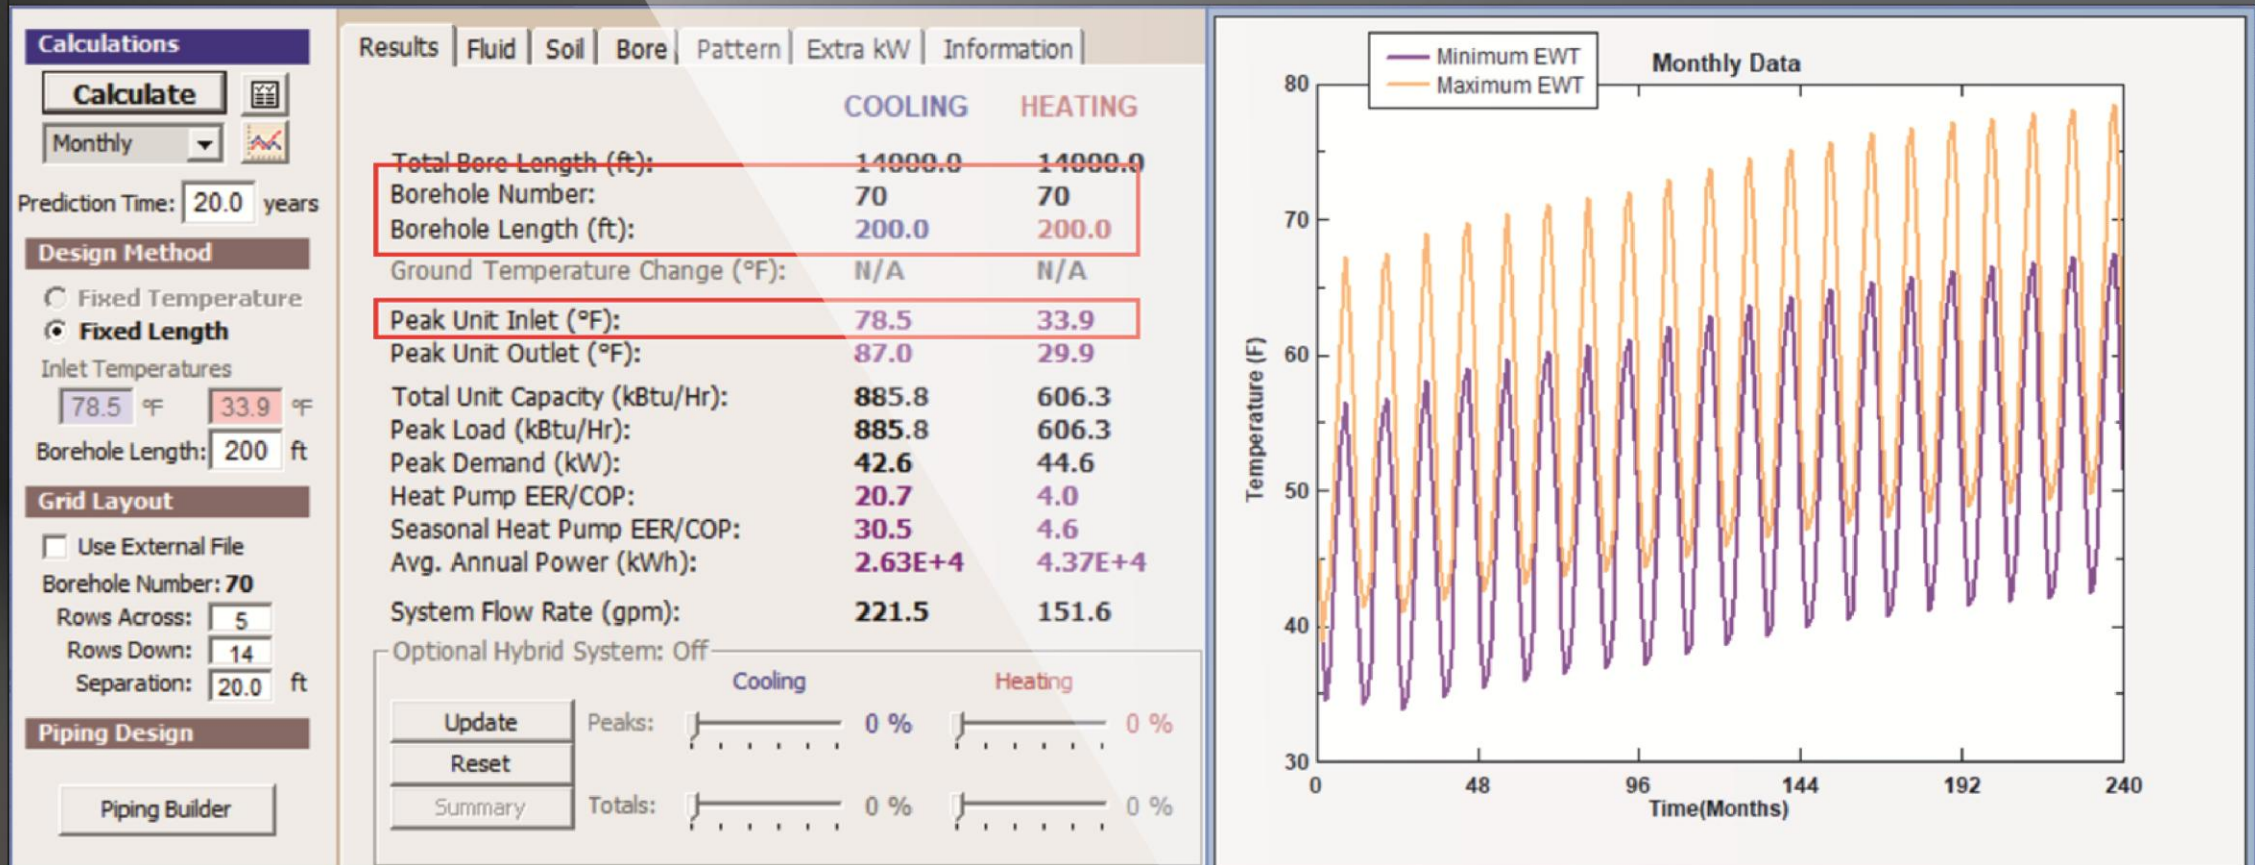 Calculations
Calculate
Monthly
Prediction Time: 20.0 years
Design Method
Fixed Temperature
Fixed Length
Inlet Temperatures
78.5 °F 33.9 °F
Borehole Length: 200 ft
Grid Layout
Use External File
Borehole Number: 70
Rows Across: 5
Rows Down: 14
Separation: 20.0 ft
Piping Design
Piping Builder
Results Fluid Soil Bore Pattern Extra kW Information
COOLING HEATING
Total Bore Length (ft): 14000.0 14000.0
Borehole Number: 70 70
Borehole Length (ft): 200.0 200.0
Ground Temperature Change (°F): N/A N/A
Peak Unit Inlet (°F): 78.5 33.9
Peak Unit Outlet (°F): 87.0 29.9
Total Unit Capacity (kBtu/Hr): 885.8 606.3
Peak Load (kBtu/Hr): 885.8 606.3
Peak Demand (kW): 42.6 44.6
Heat Pump EER/COP: 20.7 4.0
Seasonal Heat Pump EER/COP: 30.5 4.6
Avg. Annual Power (kWh): 2.63E+4 4.37E+4
System Flow Rate (gpm): 221.5 151.6
Optional Hybrid System: Off
Cooling Heating
Update Peaks: 0 % 0 %
Reset
Summary Totals: 0 % 0 %
Monthly Data
Minimum EWT
Maximum EWT
Temperature (F)
80
70
60
50
40
30
0 48 96 144 192 240
Time(Months)